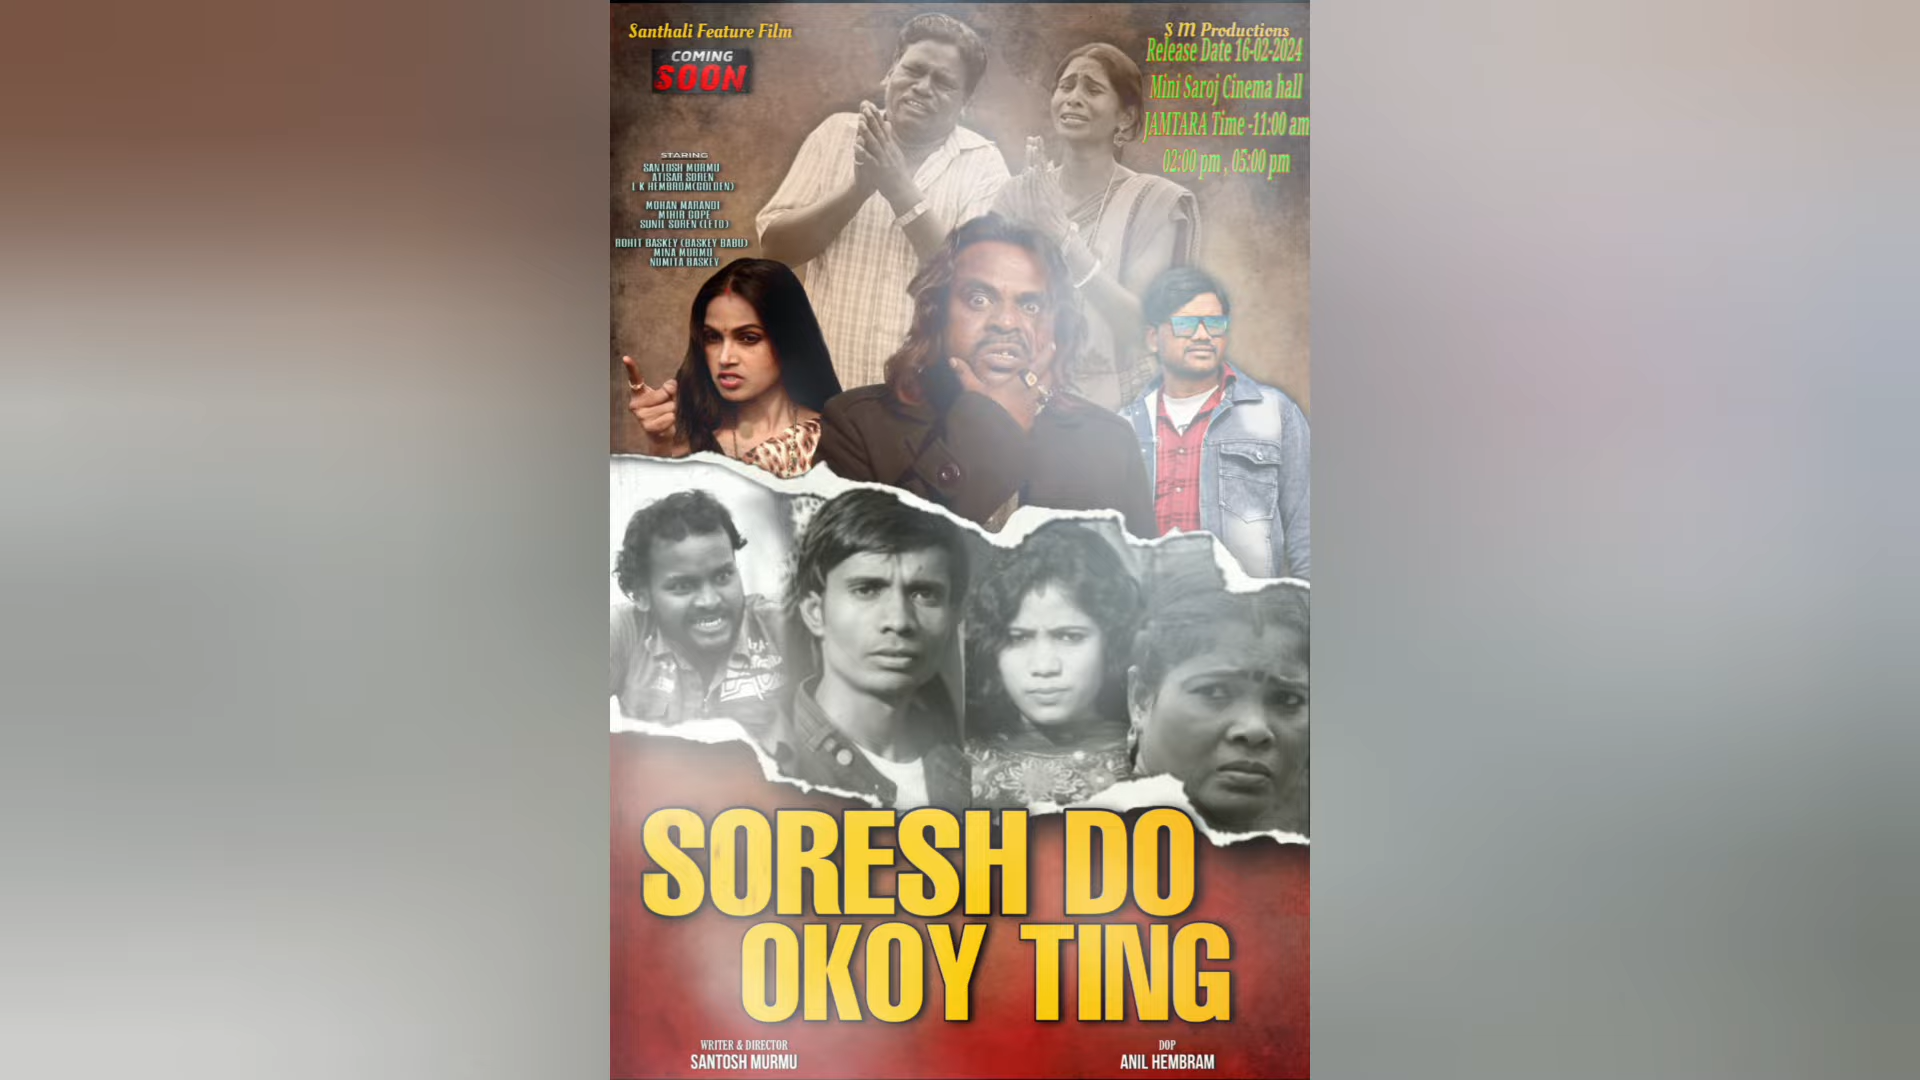 Santhali Feature Film
COMING
SOON
S M Productions
Release Date 16-02-2024
Mini Saroj Cinema hall
JAMTARA Time -11:00 am
02:00 pm , 05:00 pm
STARING
SANTOSH MURMU
ATISAR SOREN
I K HEMBROM(GOLDEN)
MOHAN MARANDI
MIHIR GOPE
SUNIL SOREN (LETO)
ROHIT BASKEY (BASKEY BABU)
MINA MURMU
NUMITA BASKEY
SORESH DO
OKOY TING
WRITER & DIRECTOR
SANTOSH MURMU
DOP
ANIL HEMBRAM